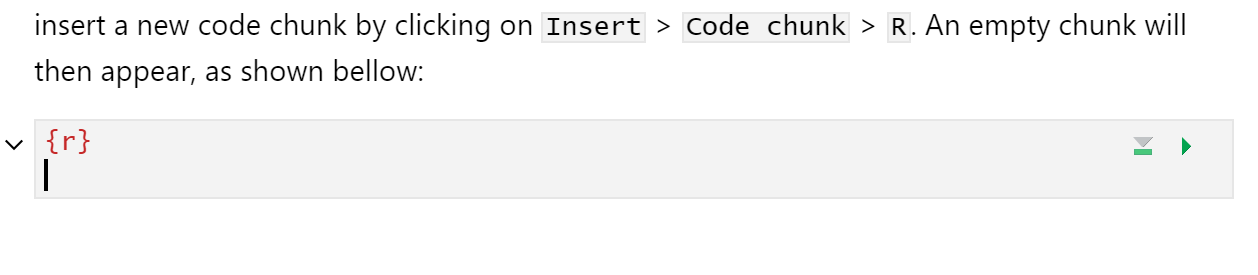 insert a new code chunk by clicking on Insert > Code chunk > R. An empty chunk will
then appear, as shown bellow:
{r}